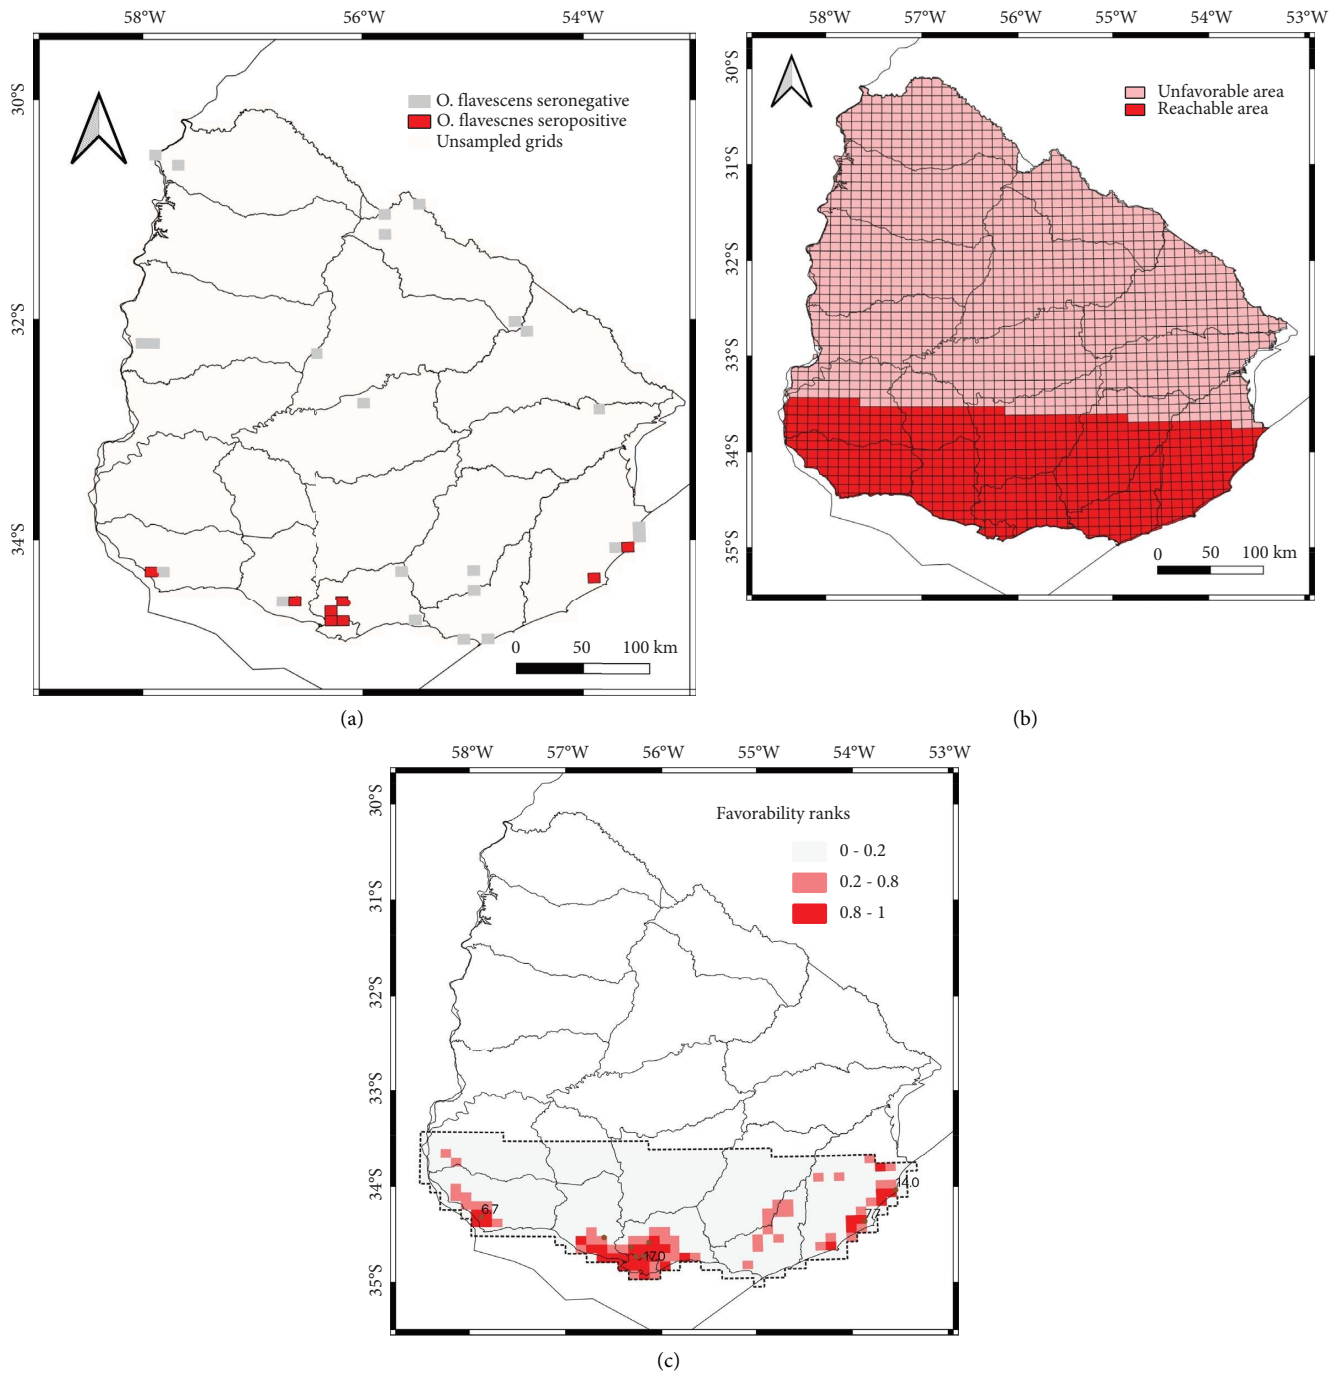 58°W 56°W 54°W
30°S
32°S
34°S
O. flavescens seronegative
O. flavescnes seropositive
Unsampled grids
0 50 100 km
(a)
58°W 57°W 56°W 55°W 54°W 53°W
30°S
31°S
32°S
33°S
34°S
35°S
Unfavorable area
Reachable area
0 50 100 km
(b)
58°W 57°W 56°W 55°W 54°W 53°W
30°S
31°S
32°S
33°S
34°S
35°S
Favorability ranks
0 - 0.2
0.2 - 0.8
0.8 - 1
14.0
6.7
17.0
(c)